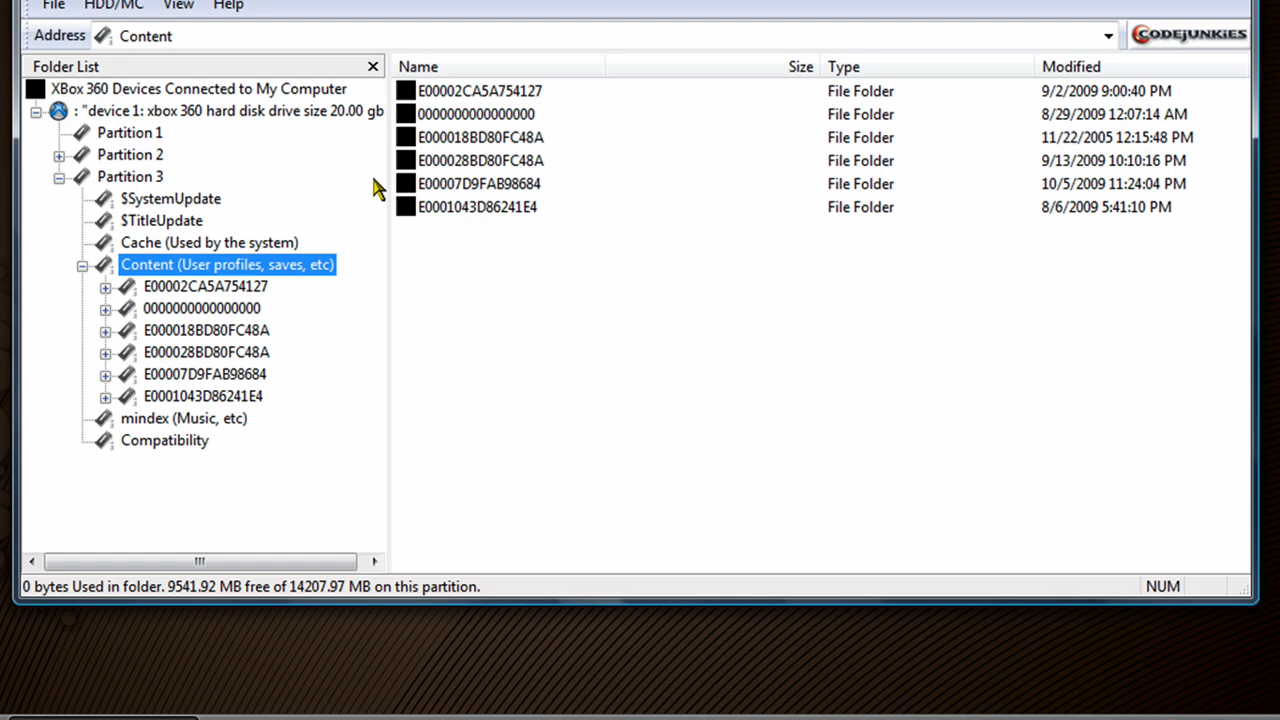 File HDD/MC View Help
Address Content CODEJUNKIES
Folder List
XBox 360 Devices Connected to My Computer
: "device 1: xbox 360 hard disk drive size 20.00 gb
Partition 1
Partition 2
Partition 3
$SystemUpdate
$TitleUpdate
Cache (Used by the system)
Content (User profiles, saves, etc)
E00002CA5A754127
0000000000000000
E000018BD80FC48A
E000028BD80FC48A
E00007D9FAB98684
E0001043D86241E4
mindex (Music, etc)
Compatibility
Name Size Type Modified
E00002CA5A754127 File Folder 9/2/2009 9:00:40 PM
0000000000000000 File Folder 8/29/2009 12:07:14 AM
E000018BD80FC48A File Folder 11/22/2005 12:15:48 PM
E000028BD80FC48A File Folder 9/13/2009 10:10:16 PM
E00007D9FAB98684 File Folder 10/5/2009 11:24:04 PM
E0001043D86241E4 File Folder 8/6/2009 5:41:10 PM
0 bytes Used in folder. 9541.92 MB free of 14207.97 MB on this partition. NUM